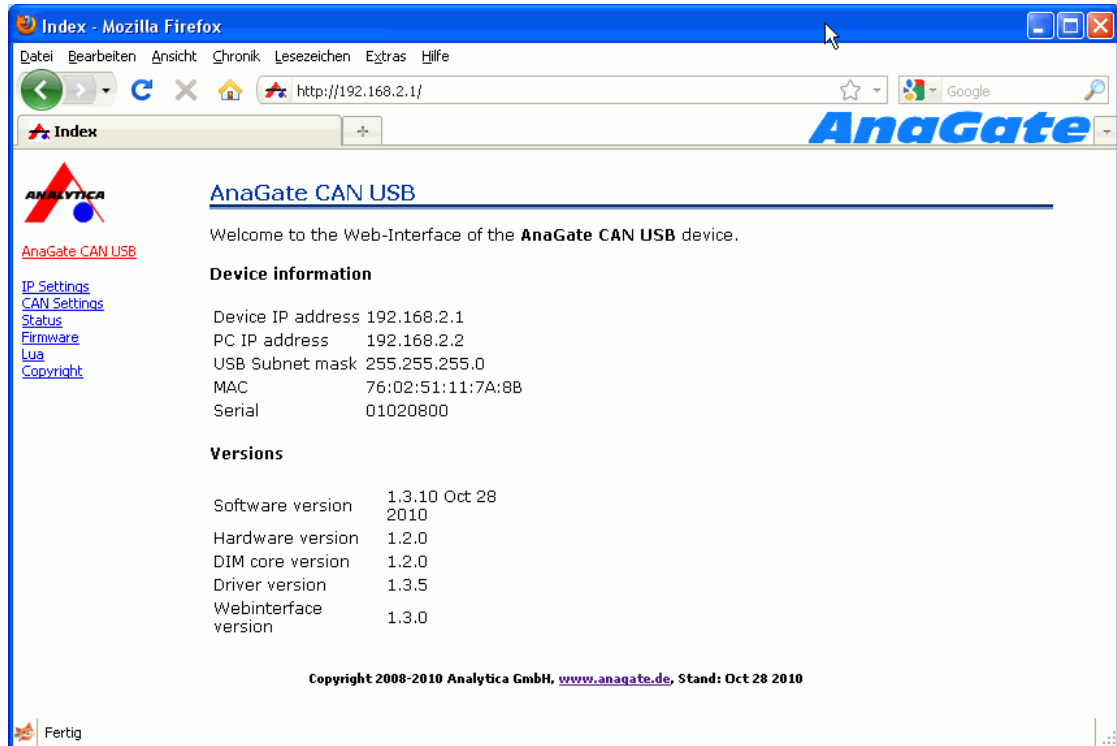 Index - Mozilla Firefox
Datei Bearbeiten Ansicht Chronik Lesezeichen Extras Hilfe
http://192.168.2.1/
Google
Index
AnaGate
ANALYTICA
AnaGate CAN USB
IP Settings
CAN Settings
Status
Firmware
Lua
Copyright
AnaGate CAN USB
Welcome to the Web-Interface of the AnaGate CAN USB device.
Device information
Device IP address 192.168.2.1
PC IP address 192.168.2.2
USB Subnet mask 255.255.255.0
MAC 76:02:51:11:7A:8B
Serial 01020800
Versions
Software version 1.3.10 Oct 28
2010
Hardware version 1.2.0
DIM core version 1.2.0
Driver version 1.3.5
Webinterface
version 1.3.0
Copyright 2008-2010 Analytica GmbH, www.anagate.de, Stand: Oct 28 2010
Fertig